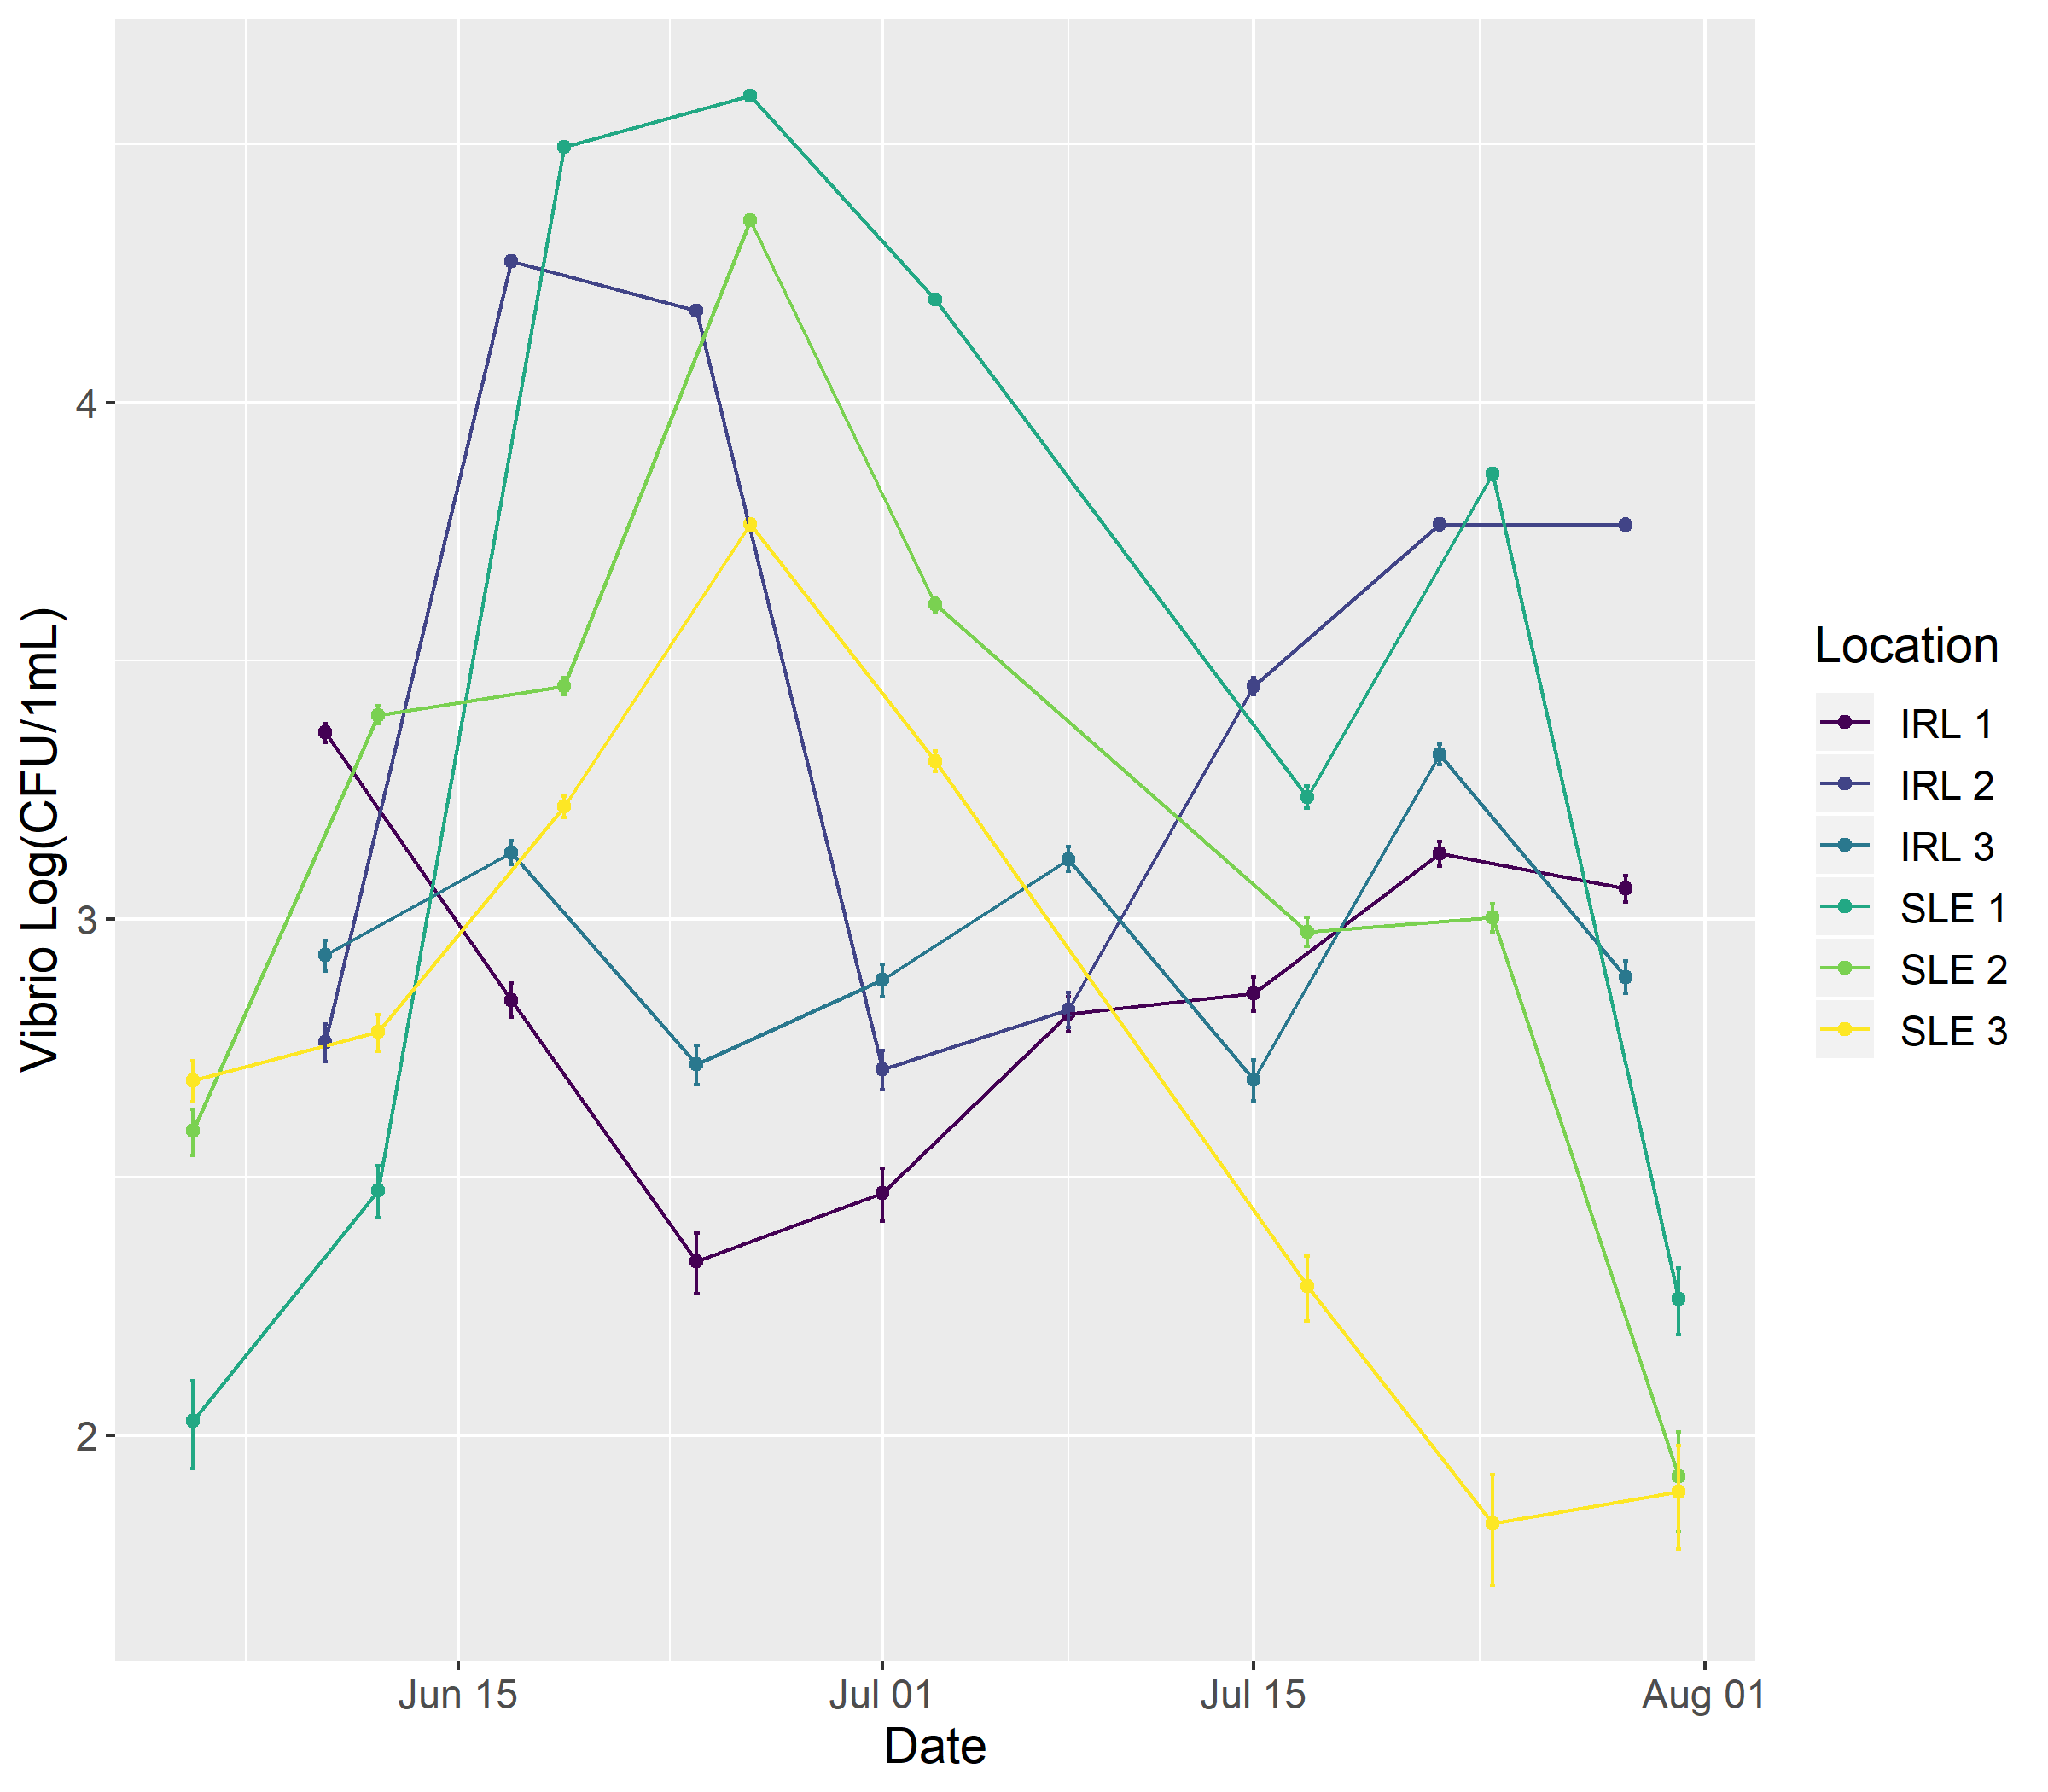 Vibrio Log(CFU/1mL)
4
3
2
Jun 15
Jul 01
Jul 15
Aug 01
Date
Location
IRL 1
IRL 2
IRL 3
SLE 1
SLE 2
SLE 3